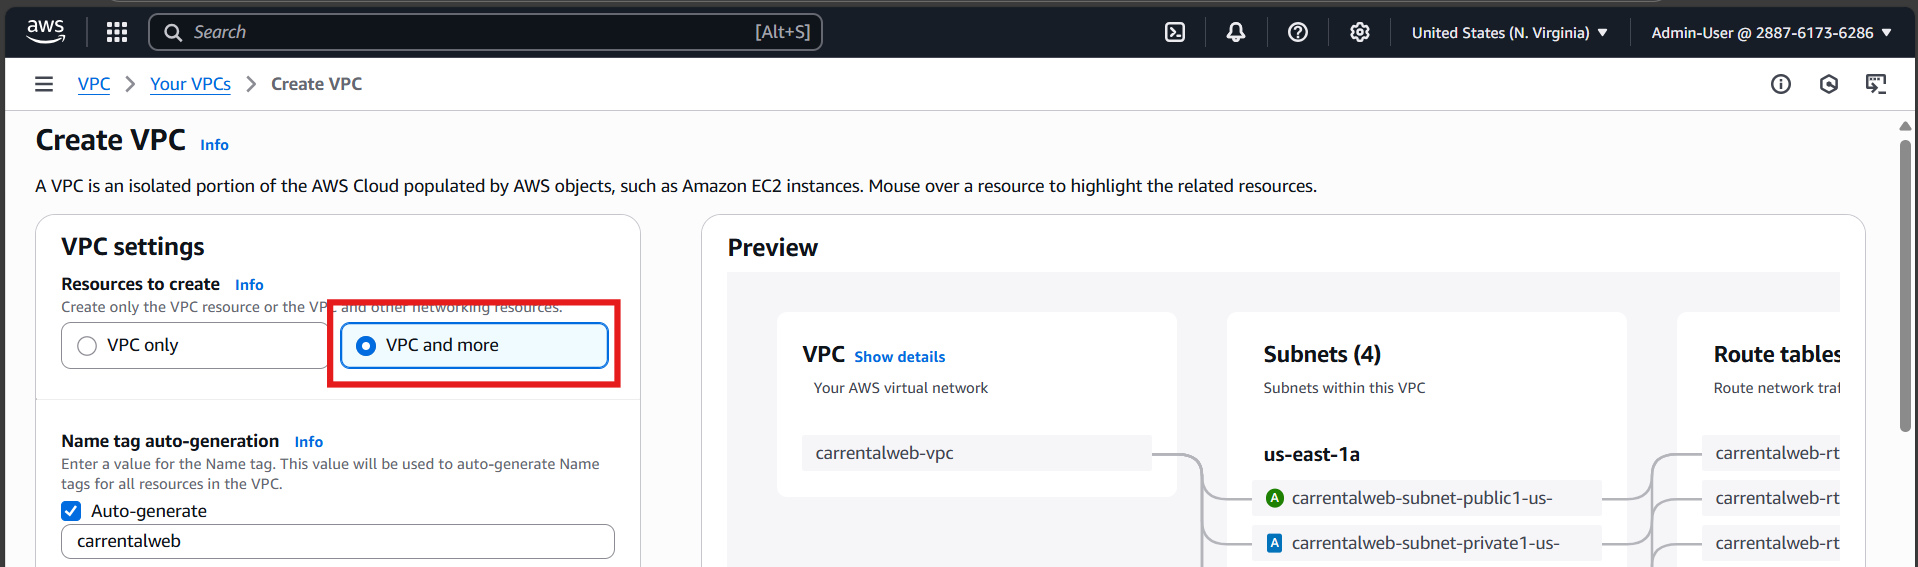 aws
Search [Alt+S]
United States (N. Virginia) ▼
Admin-User @ 2887-6173-6286 ▼
VPC > Your VPCs > Create VPC
Create VPC Info
A VPC is an isolated portion of the AWS Cloud populated by AWS objects, such as Amazon EC2 instances. Mouse over a resource to highlight the related resources.
VPC settings
Resources to create Info
Create only the VPC resource or the VPC and other networking resources.
VPC only
VPC and more
Name tag auto-generation Info
Enter a value for the Name tag. This value will be used to auto-generate Name
tags for all resources in the VPC.
Auto-generate
carrentalweb
Preview
VPC Show details
Your AWS virtual network
carrentalweb-vpc
Subnets (4)
Subnets within this VPC
us-east-1a
A carrentalweb-subnet-public1-us-
A carrentalweb-subnet-private1-us-
Route tables
Route network traf
carrentalweb-rt
carrentalweb-rt
carrentalweb-rt